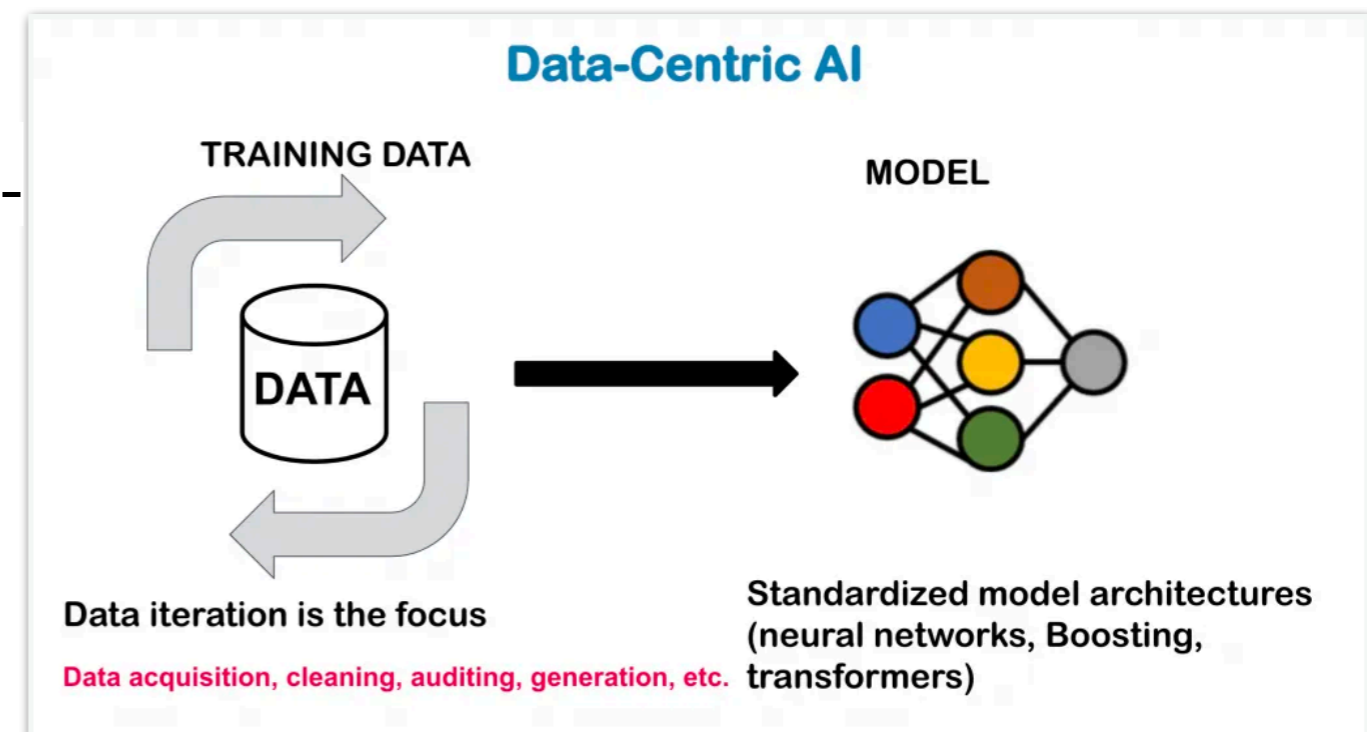 Data-Centric AI
TRAINING DATA
MODEL
DATA
Data iteration is the focus
Data acquisition, cleaning, auditing, generation, etc.
Standardized model architectures
(neural networks, Boosting,
transformers)